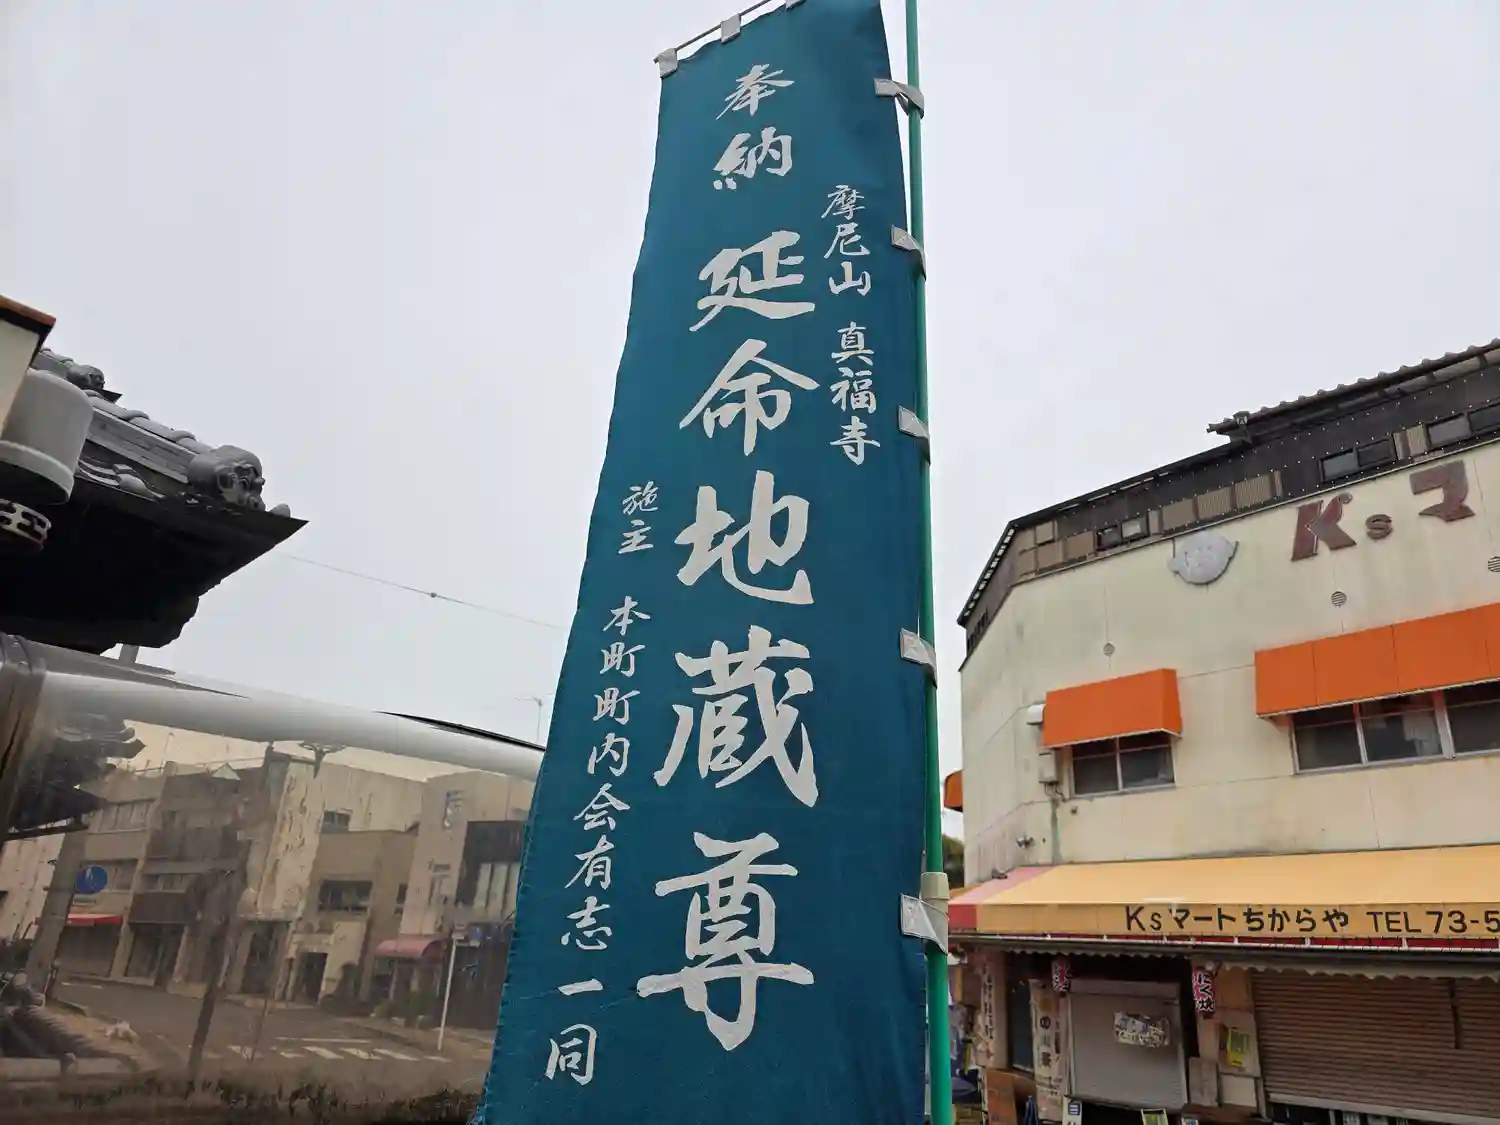 奉納 延命地蔵尊
摩尼山 真福寺
施主 本町町内会有志一同
Ksマ
Ksマートちからや TEL73-5